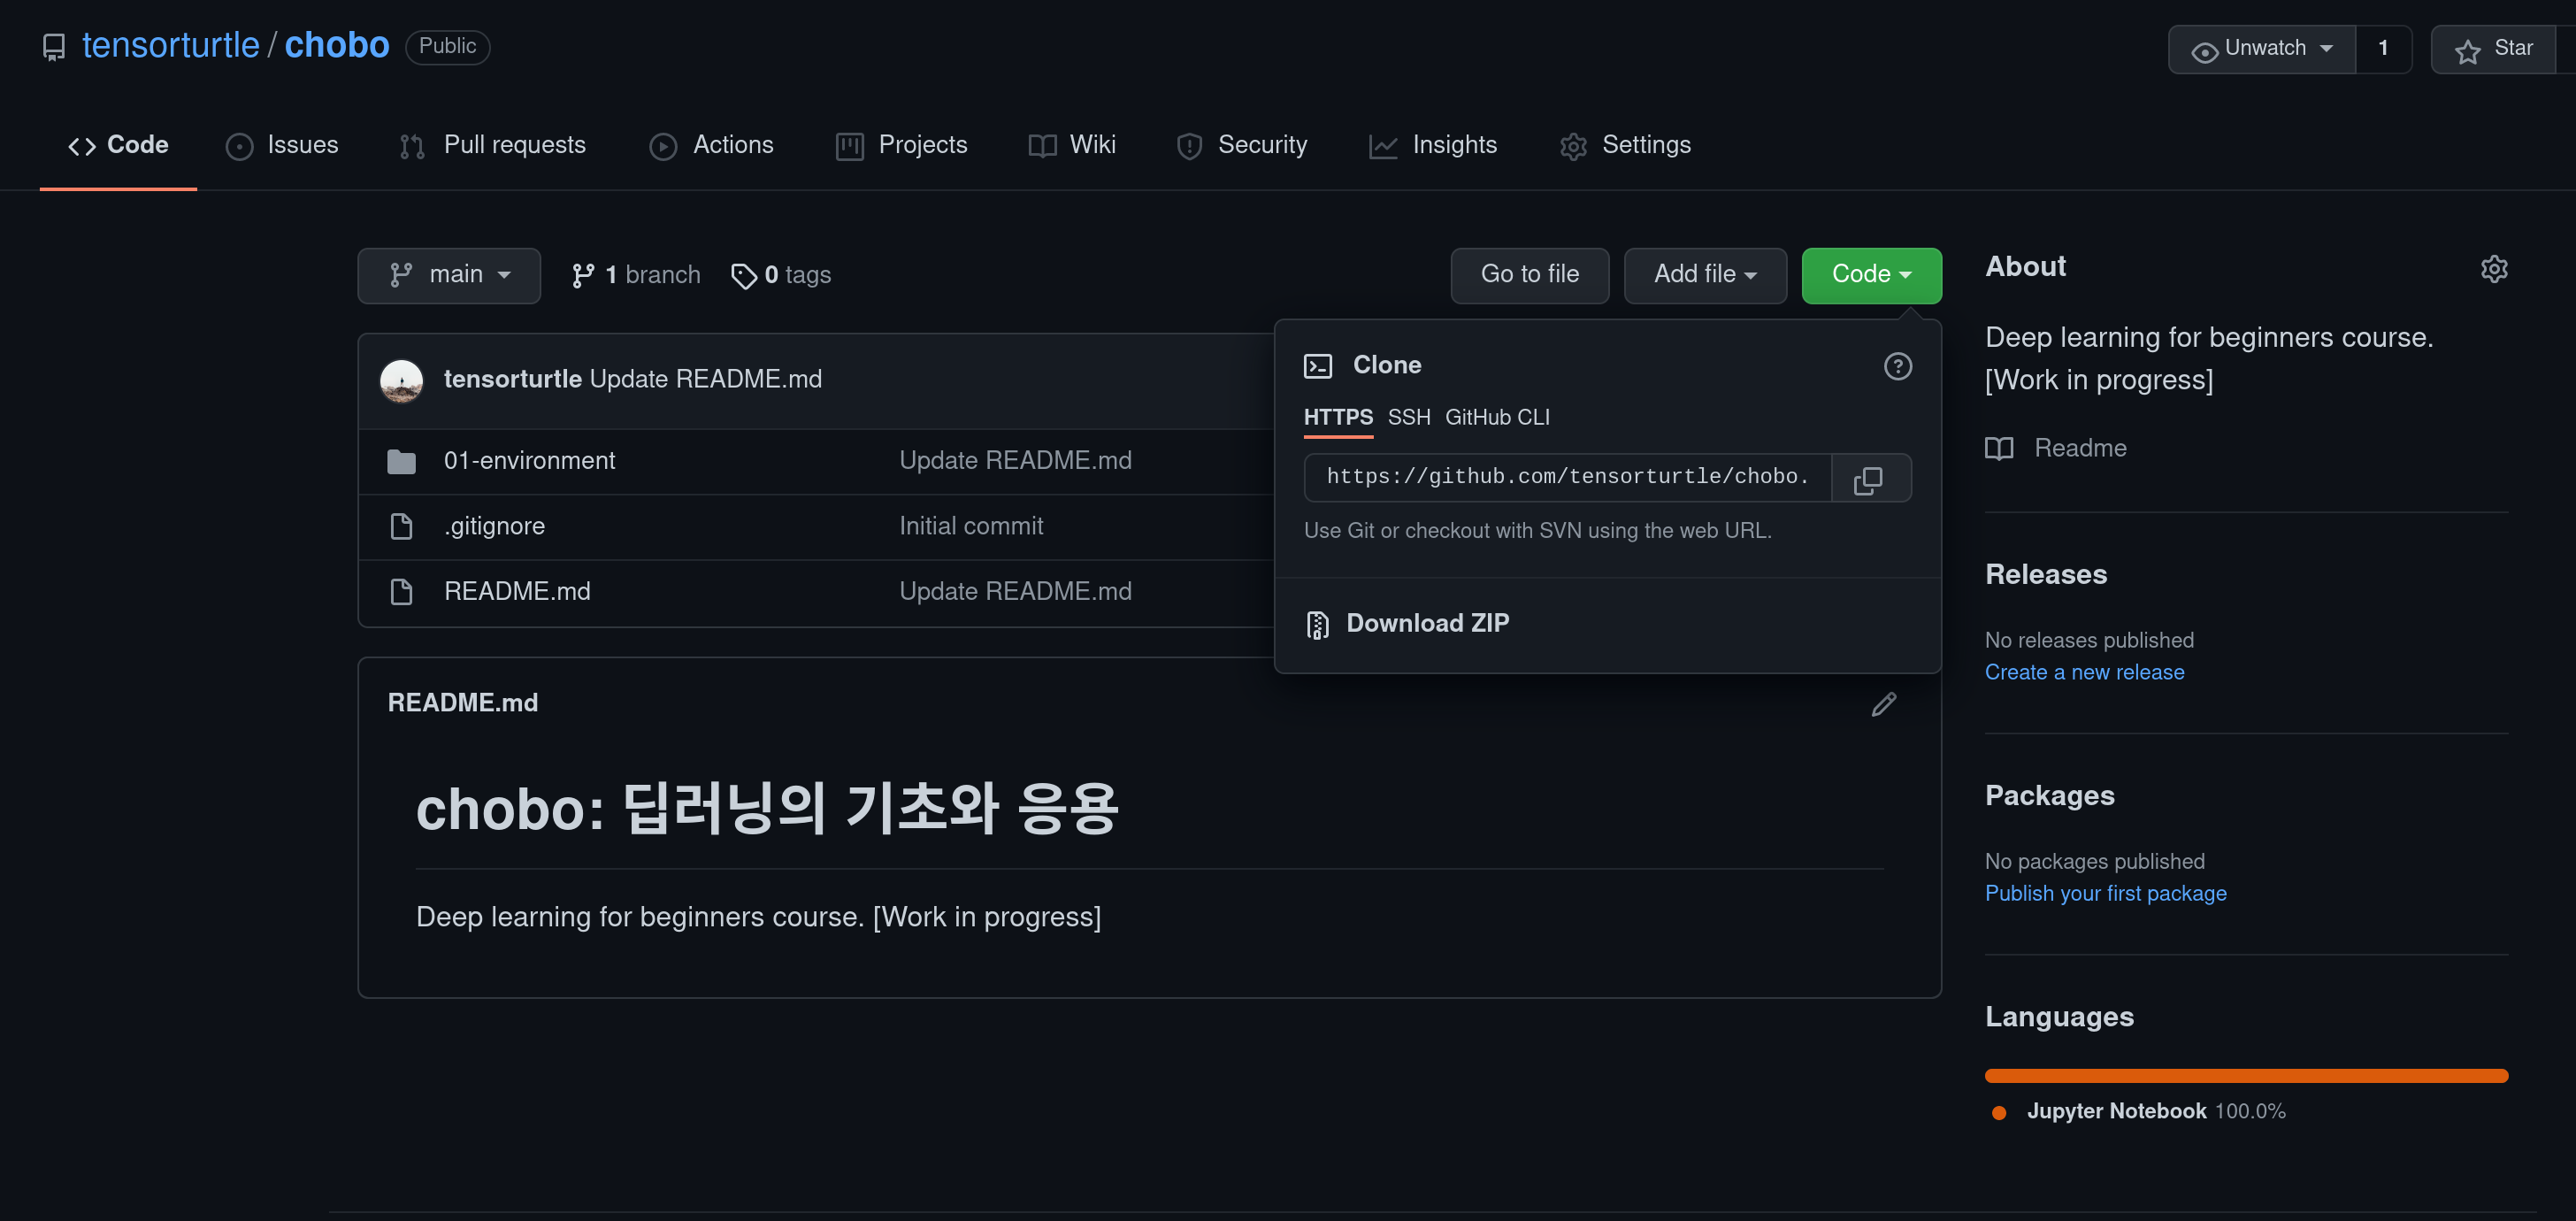 tensorturtle / chobo Public
Unwatch 1 Star
Code Issues Pull requests Actions Projects Wiki Security Insights Settings
main 1 branch 0 tags
Go to file Add file Code
tensorturtle Update README.md
01-environment Update README.md
.gitignore Initial commit
README.md Update README.md
Clone
HTTPS SSH GitHub CLI
https://github.com/tensorturtle/chobo.
Use Git or checkout with SVN using the web URL.
Download ZIP
README.md
chobo: 딥러닝의 기초와 응용
Deep learning for beginners course. [Work in progress]
About
Deep learning for beginners course.
[Work in progress]
Readme
Releases
No releases published
Create a new release
Packages
No packages published
Publish your first package
Languages
Jupyter Notebook 100.0%